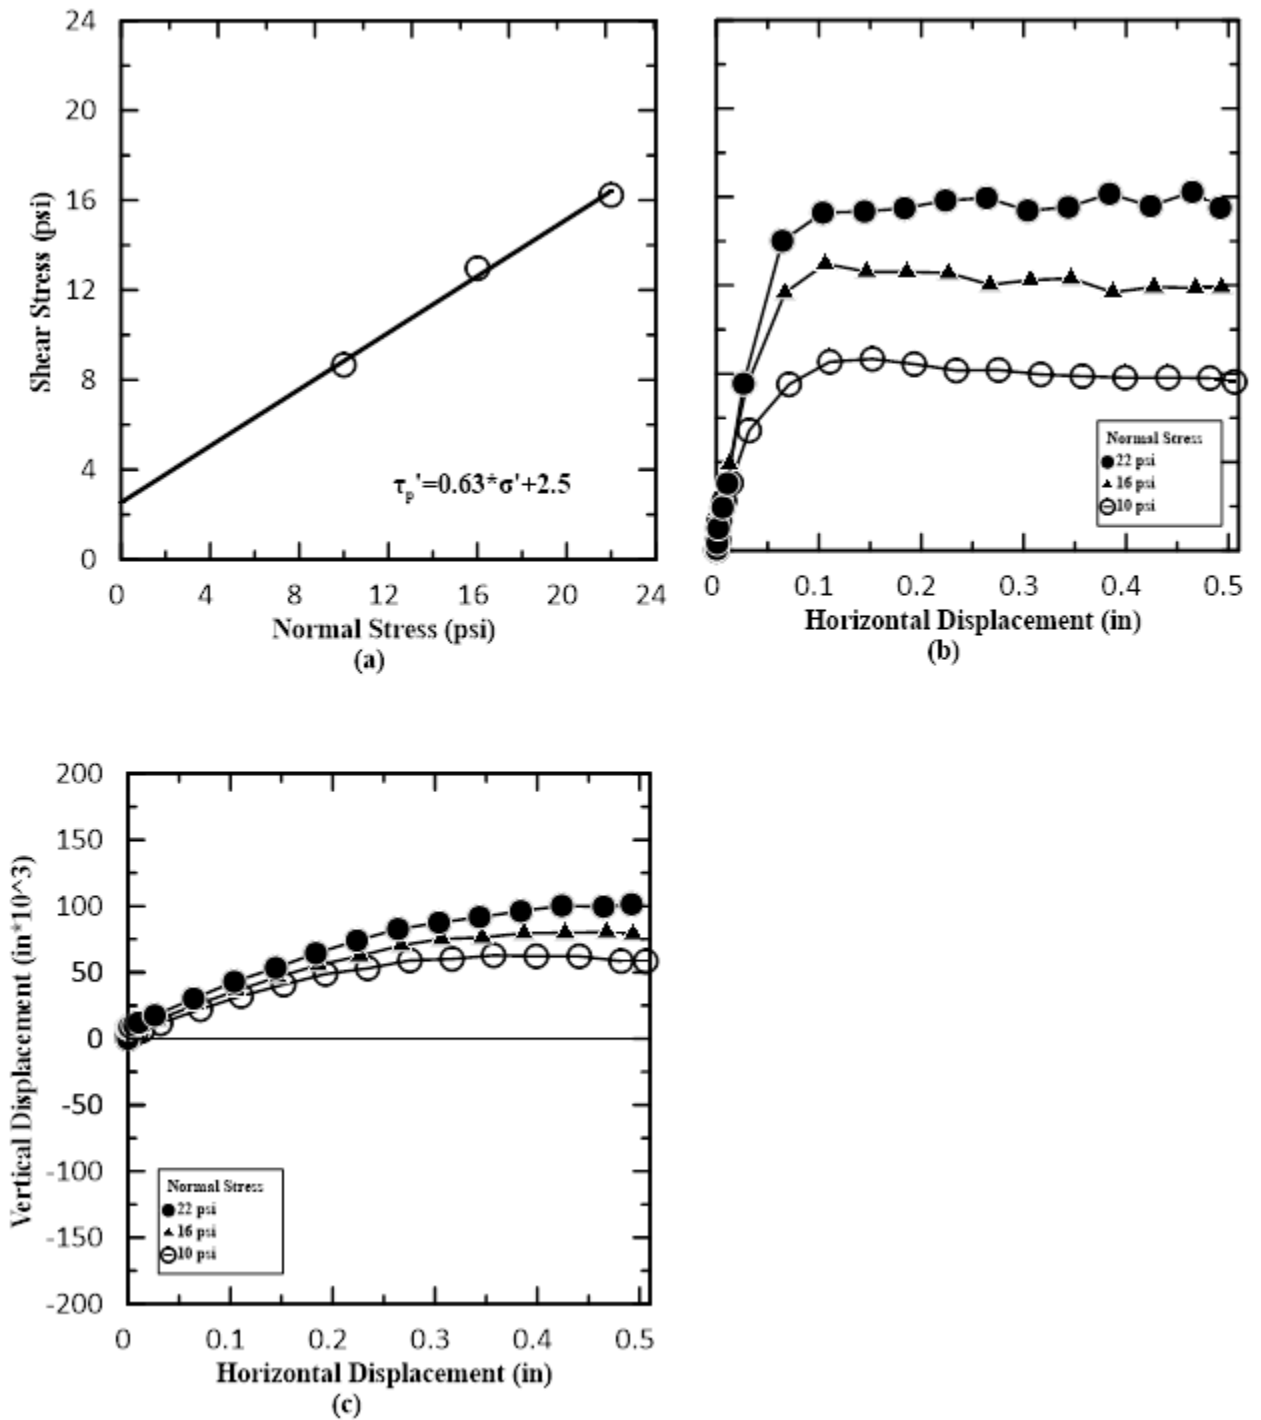 24
20
16
12
8
4
0
Shear Stress (psi)
τp'=0.63*σ'+2.5
0 4 8 12 16 20 24
Normal Stress (psi)
(a)
Normal Stress
22 psi
16 psi
10 psi
0 0.1 0.2 0.3 0.4 0.5
Horizontal Displacement (in)
(b)
200
150
100
50
0
-50
-100
-150
-200
Vertical Displacement (in*10^3)
Normal Stress
22 psi
16 psi
10 psi
0 0.1 0.2 0.3 0.4 0.5
Horizontal Displacement (in)
(c)